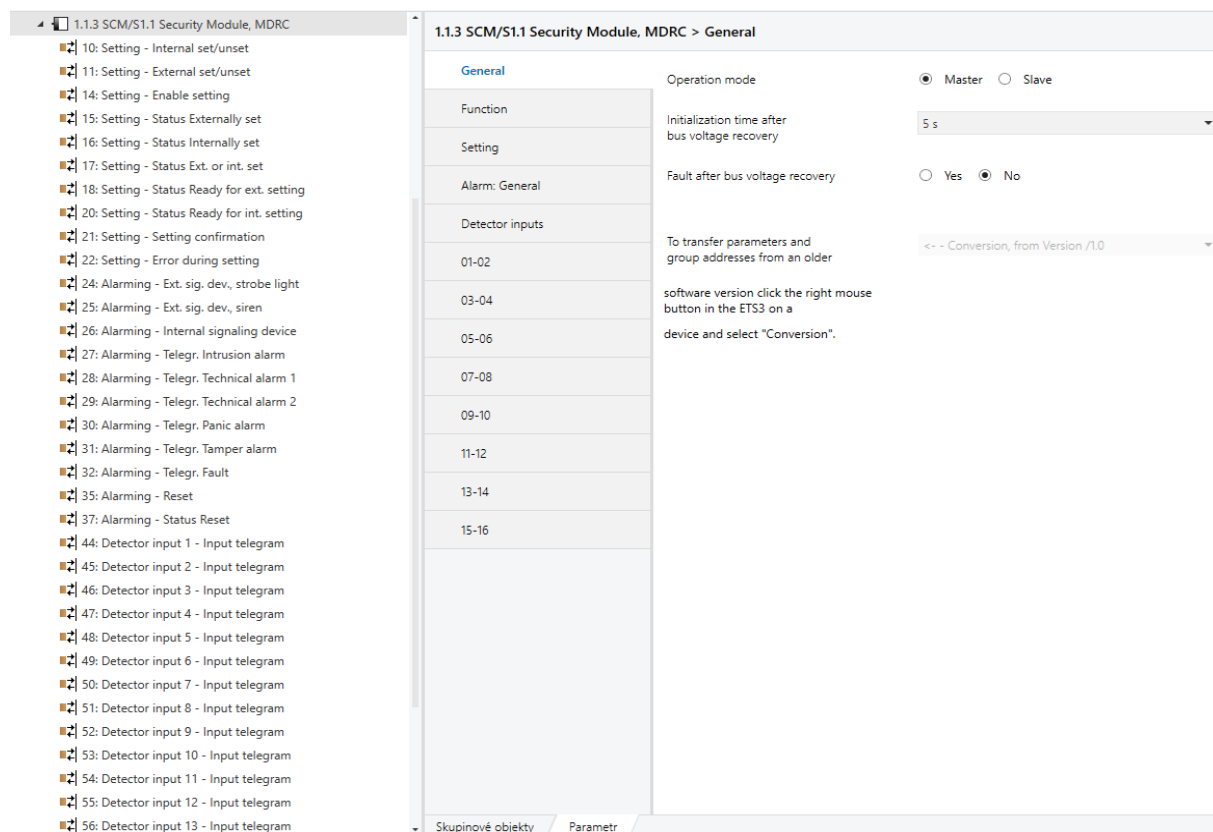 1.1.3 SCM/S1.1 Security Module, MDRC
10: Setting - Internal set/unset
11: Setting - External set/unset
14: Setting - Enable setting
15: Setting - Status Externally set
16: Setting - Status Internally set
17: Setting - Status Ext. or int. set
18: Setting - Status Ready for ext. setting
20: Setting - Status Ready for int. setting
21: Setting - Setting confirmation
22: Setting - Error during setting
24: Alarming - Ext. sig. dev., strobe light
25: Alarming - Ext. sig. dev., siren
26: Alarming - Internal signaling device
27: Alarming - Telegr. Intrusion alarm
28: Alarming - Telegr. Technical alarm 1
29: Alarming - Telegr. Technical alarm 2
30: Alarming - Telegr. Panic alarm
31: Alarming - Telegr. Tamper alarm
32: Alarming - Telegr. Fault
35: Alarming - Reset
37: Alarming - Status Reset
44: Detector input 1 - Input telegram
45: Detector input 2 - Input telegram
46: Detector input 3 - Input telegram
47: Detector input 4 - Input telegram
48: Detector input 5 - Input telegram
49: Detector input 6 - Input telegram
50: Detector input 7 - Input telegram
51: Detector input 8 - Input telegram
52: Detector input 9 - Input telegram
53: Detector input 10 - Input telegram
54: Detector input 11 - Input telegram
55: Detector input 12 - Input telegram
56: Detector input 13 - Input telegram
1.1.3 SCM/S1.1 Security Module, MDRC > General
General
Function
Setting
Alarm: General
Detector inputs
01-02
03-04
05-06
07-08
09-10
11-12
13-14
15-16
Operation mode
Master Slave
Initialization time after
bus voltage recovery
5 s
Fault after bus voltage recovery
Yes No
To transfer parameters and
group addresses from an older
<- - Conversion, from Version /1.0
software version click the right mouse
button in the ETS3 on a
device and select "Conversion".
Skupinové objekty Parametr